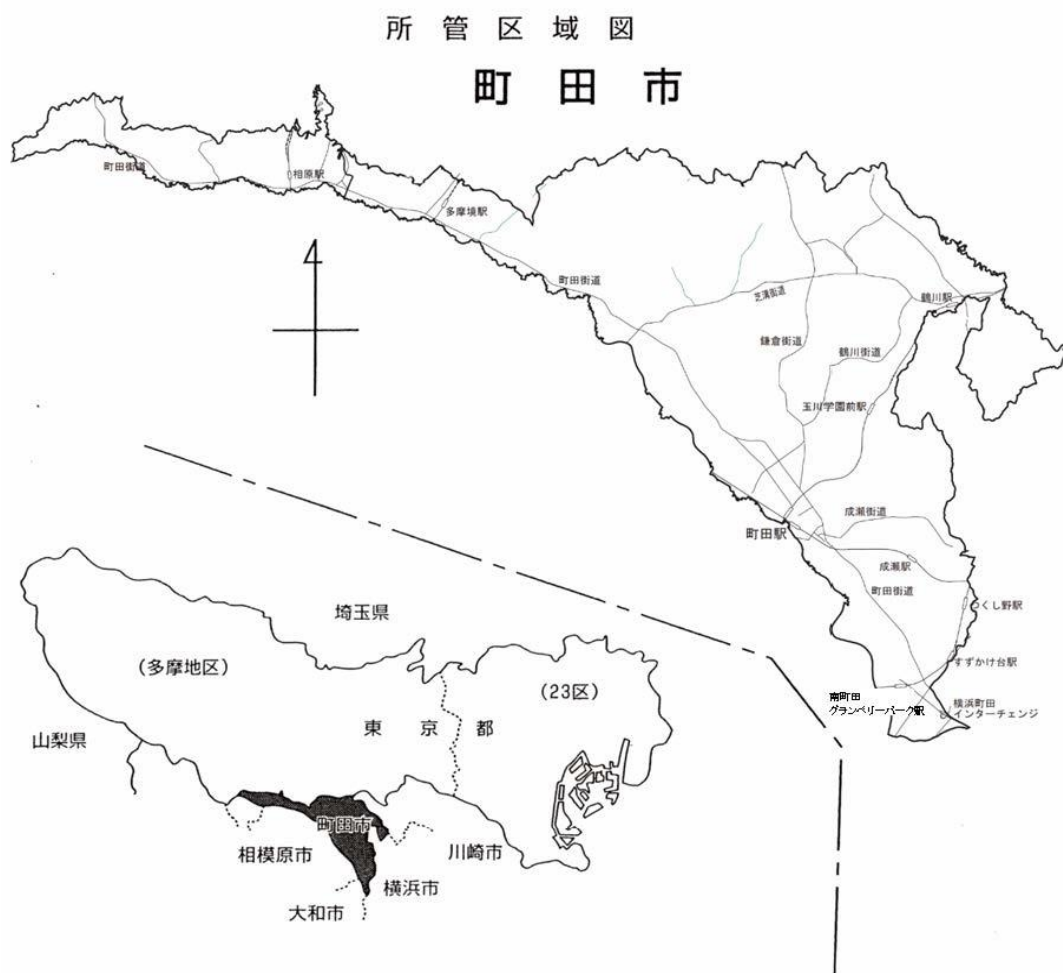 所管区域図
町田市
町田街道
相原駅
多摩境駅
町田街道
芝溝街道
鶴川駅
鎌倉街道
鶴川街道
玉川学園前駅
成瀬街道
町田駅
成瀬駅
町田街道
つくし野駅
すずかけ台駅
南町田
グランベリーパーク駅
横浜町田
インターチェンジ
埼玉県
(多摩地区)
(23区)
東京都
山梨県
町田市
相模原市
川崎市
横浜市
大和市